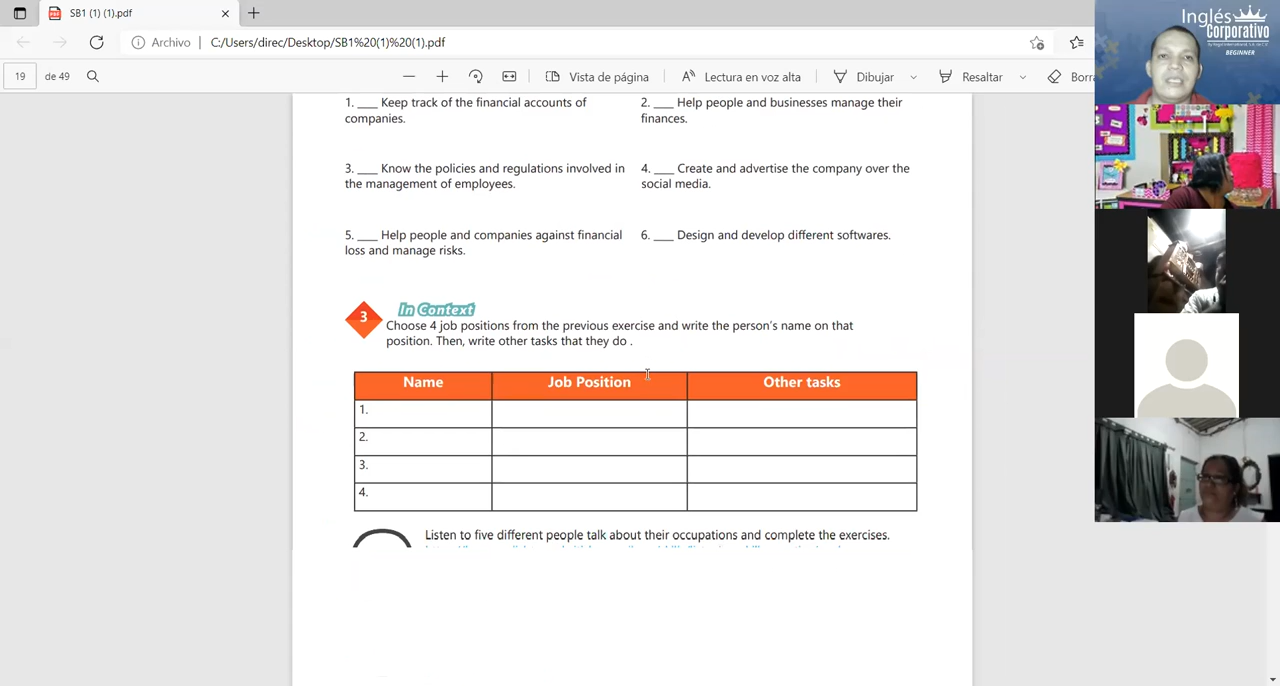 SB1 (1) (1).pdf
Archivo | C:/Users/direc/Desktop/SB1%20(1)%20(1).pdf
19 de 49
Vista de página
Lectura en voz alta
Dibujar
Resaltar
Borra
Inglés
Corporativo
BEGINNER
1. ___ Keep track of the financial accounts of
companies.
2. ___ Help people and businesses manage their
finances.
3. ___ Know the policies and regulations involved in
the management of employees.
4. ___ Create and advertise the company over the
social media.
5. ___ Help people and companies against financial
loss and manage risks.
6. ___ Design and develop different softwares.
3
In Context
Choose 4 job positions from the previous exercise and write the person's name on that
position. Then, write other tasks that they do .
Name Job Position Other tasks
1.
2.
3.
4.
Listen to five different people talk about their occupations and complete the exercises.